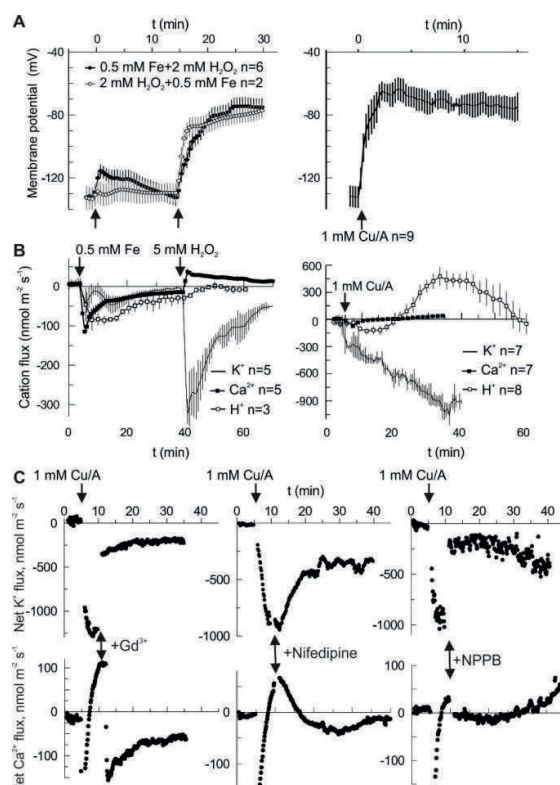 A
t (min)
t (min)
0 10 20 30
0 10
-40
-80
-120
-40
-80
-120
Membrane potential (mV)
0.5 mM Fe+2 mM H₂O₂ n=6
2 mM H₂O₂+0.5 mM Fe n=2
1 mM Cu/A n=9
B
0.5 mM Fe 5 mM H₂O₂
1 mM Cu/A
Cation flux (nmol m⁻² s⁻¹)
0
-100
-200
-300
600
300
0
-300
-600
-900
K⁺ n=5
Ca²⁺ n=5
H⁺ n=3
K⁺ n=7
Ca²⁺ n=7
H⁺ n=8
0 20 40 60
0 10 20 30 40 50 60
t (min)
t (min)
C
1 mM Cu/A
1 mM Cu/A
1 mM Cu/A
t (min)
0 10 20 30 40
0 10 20 30 40
0 10 20 30 40
Net K⁺ flux, nmol m⁻² s⁻¹
0
-500
-1000
0
-500
-1000
0
-500
-1000
+Gd³⁺
+Nifedipine
+NPPB
et Ca²⁺ flux, nmol m⁻² s⁻¹
100
0
-100
0
-100
0
-100